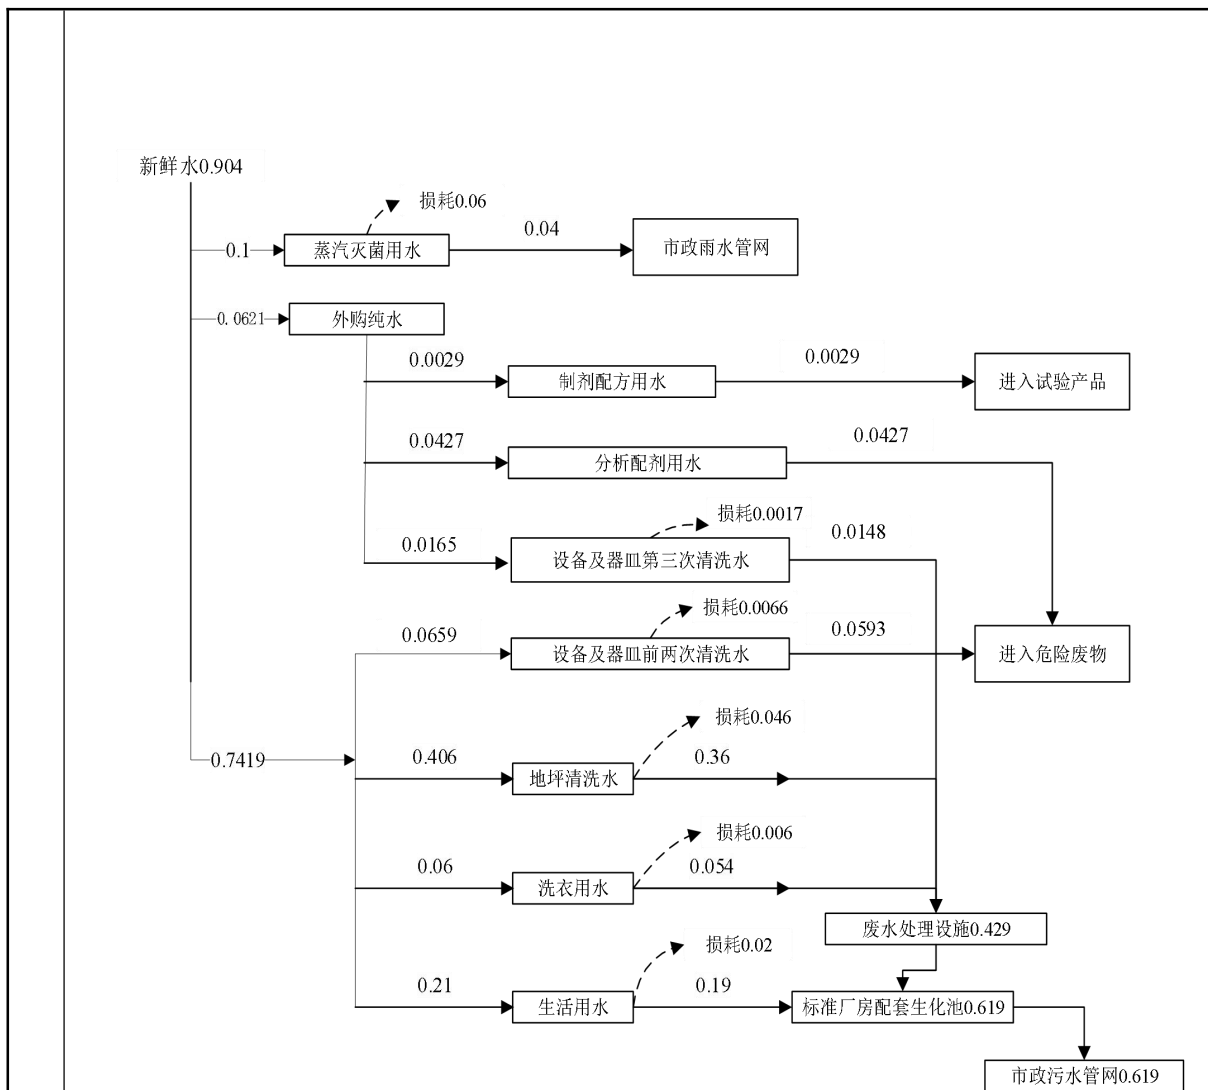 新鲜水0.904
损耗0.06
0.1
蒸汽灭菌用水
0.04
市政雨水管网
0.0621
外购纯水
0.0029
制剂配方用水
0.0029
进入试验产品
0.0427
分析配剂用水
0.0427
损耗0.0017
0.0165
设备及器皿第三次清洗水
0.0148
损耗0.0066
0.0659
设备及器皿前两次清洗水
0.0593
进入危险废物
0.7419
损耗0.046
0.406
地坪清洗水
0.36
损耗0.006
0.06
洗衣用水
0.054
废水处理设施0.429
损耗0.02
0.21
生活用水
0.19
标准厂房配套生化池0.619
市政污水管网0.619